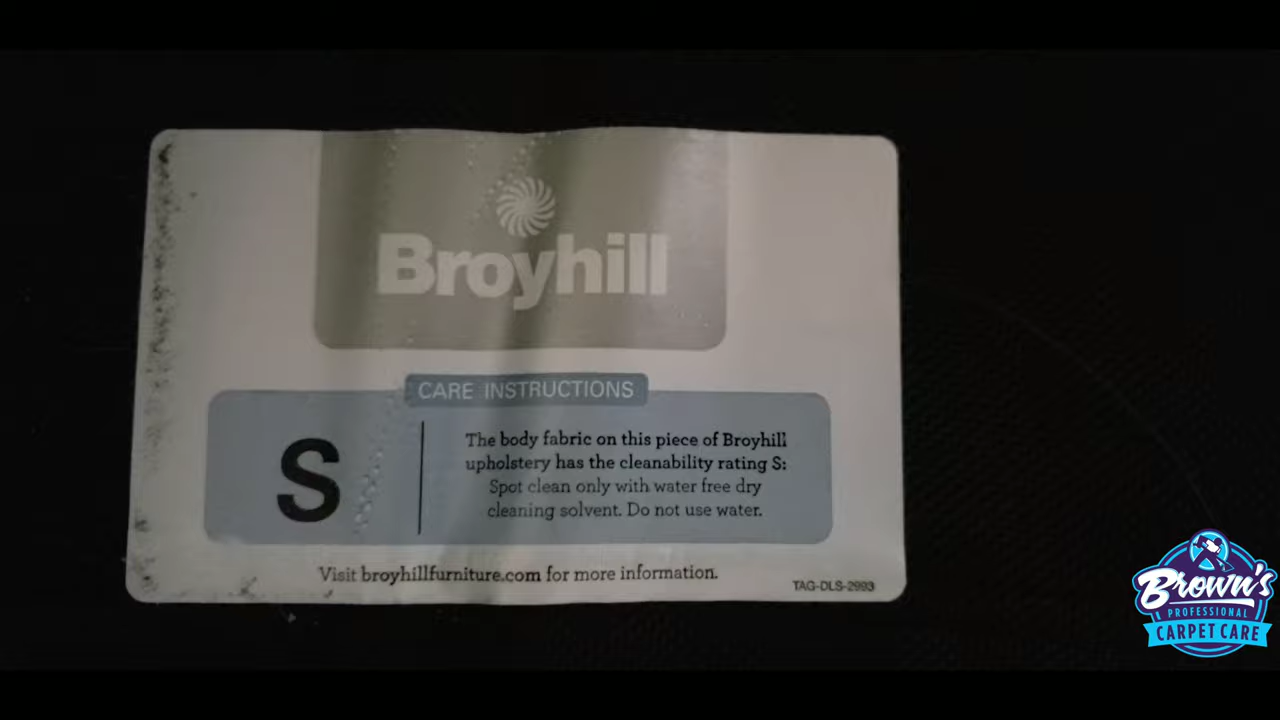 Broyhill
CARE INSTRUCTIONS
S
The body fabric on this piece of Broyhill
upholstery has the cleanability rating S:
Spot clean only with water free dry
cleaning solvent. Do not use water.
Visit broyhillfurniture.com for more information.
TAG-DLS-2993
Brown's
PROFESSIONAL
CARPET CARE